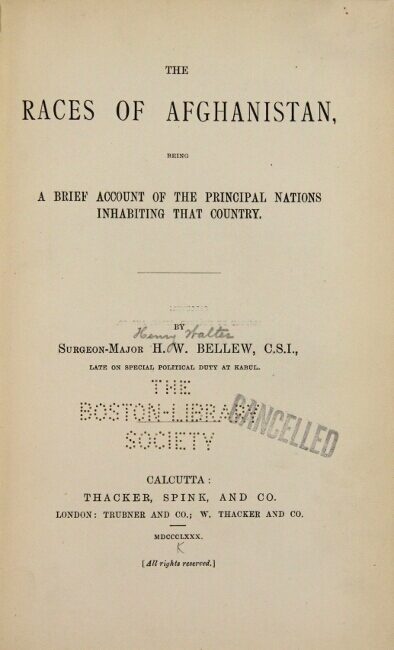 THE
RACES OF AFGHANISTAN,
BEING
A BRIEF ACCOUNT OF THE PRINCIPAL NATIONS
INHABITING THAT COUNTRY.
BY
Henry Walter
SURGEON-MAJOR H. W. BELLEW, C.S.I.,
LATE ON SPECIAL POLITICAL DUTY AT KABUL.
THE
BOSTON-LIBRARY
SOCIETY
CANCELLED
CALCUTTA:
THACKER, SPINK, AND CO.
LONDON: TRUBNER AND CO.; W. THACKER AND CO.
MDCCCLXXX.
K
[All rights reserved.]